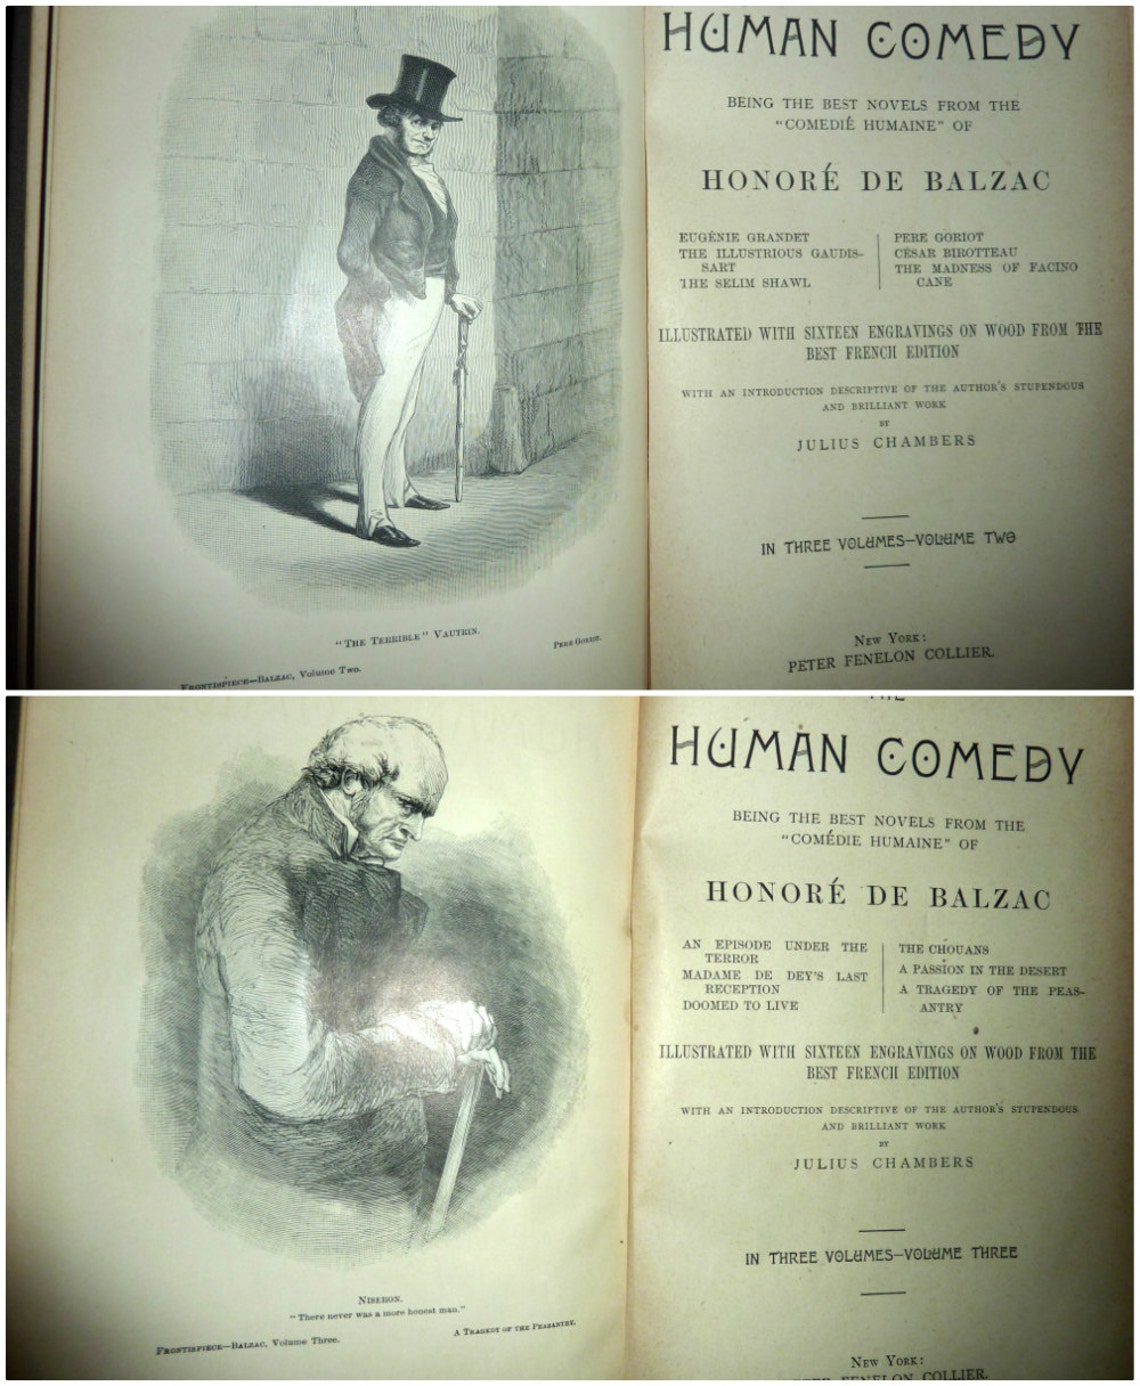 "The Terrible" Vautrin.
Pere Goriot.
Frontispiece—Balzac, Volume Two.
HUMAN COMEDY
BEING THE BEST NOVELS FROM THE
"COMEDIÉ HUMAINE" OF
HONORÉ DE BALZAC
EUGÉNIE GRANDET
THE ILLUSTRIOUS GAUDIS-
SART
THE SELIM SHAWL
PERE GORIOT
CÉSAR BIROTTEAU
THE MADNESS OF FACINO
CANE
ILLUSTRATED WITH SIXTEEN ENGRAVINGS ON WOOD FROM THE
BEST FRENCH EDITION
WITH AN INTRODUCTION DESCRIPTIVE OF THE AUTHOR'S STUPENDOUS
AND BRILLIANT WORK
BY
JULIUS CHAMBERS
IN THREE VOLUMES—VOLUME TWO
New York:
PETER FENELON COLLIER.
Niseron.
"There never was a more honest man."
A Tragedy of the Peasantry.
Frontispiece—Balzac, Volume Three.
THE
HUMAN COMEDY
BEING THE BEST NOVELS FROM THE
"COMÉDIE HUMAINE" OF
HONORÉ DE BALZAC
AN EPISODE UNDER THE
TERROR
MADAME DE DEY'S LAST
RECEPTION
DOOMED TO LIVE
THE CHOUANS
A PASSION IN THE DESERT
A TRAGEDY OF THE PEAS-
ANTRY
ILLUSTRATED WITH SIXTEEN ENGRAVINGS ON WOOD FROM THE
BEST FRENCH EDITION
WITH AN INTRODUCTION DESCRIPTIVE OF THE AUTHOR'S STUPENDOUS
AND BRILLIANT WORK
BY
JULIUS CHAMBERS
IN THREE VOLUMES—VOLUME THREE
New York:
PETER FENELON COLLIER.